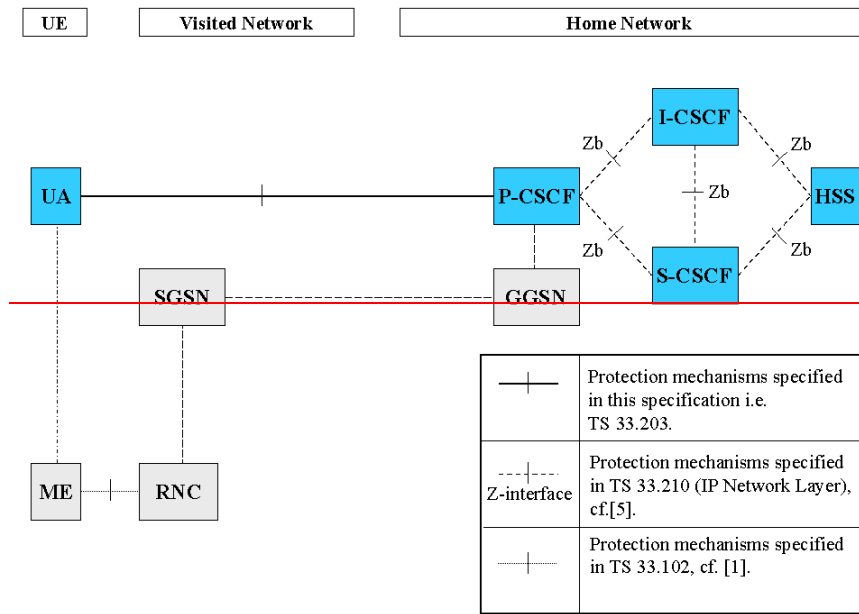 UE
Visited Network
Home Network
I-CSCF
Zb
Zb
UA
P-CSCF
Zb
HSS
Zb
Zb
S-CSCF
SGSN
GGSN
Protection mechanisms specified
in this specification i.e.
TS 33.203.
ME
RNC
Z-interface
Protection mechanisms specified
in TS 33.210 (IP Network Layer),
cf.[5].
Protection mechanisms specified
in TS 33.102, cf. [1].